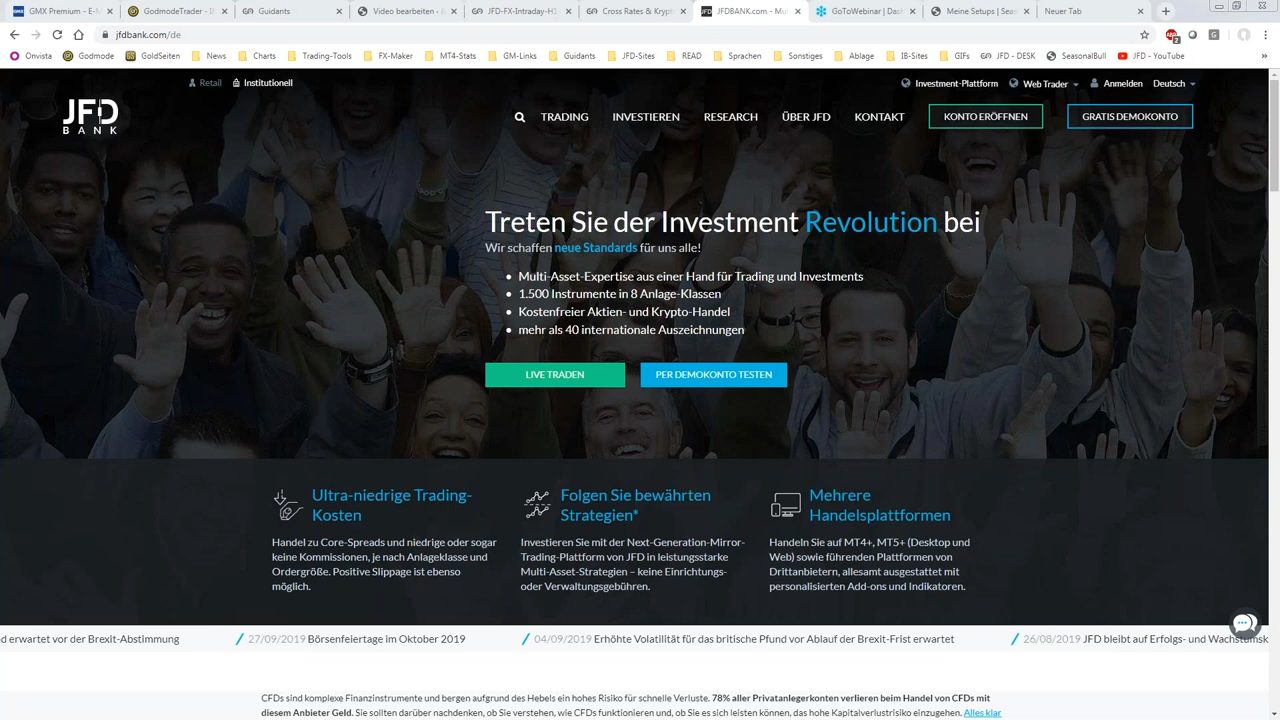 GMX Premium - E-M
GodmodeTrader - IH
Guidants
Video bearbeiten -
JFD-FX-Intraday-H1
Cross Rates & Krypt
JFDBANK.com - Mul
GoToWebinar | Dash
Meine Setups | Seas
Neuer Tab
jfdbank.com/de
Onvista
Godmode
GoldSeiten
News
Charts
Trading-Tools
FX-Maker
MT4-Stats
GM-Links
Guidants
JFD-Sites
READ
Sprachen
Sonstiges
Ablage
IB-Sites
GIFs
JFD - DESK
SeasonalBull
JFD - YouTube
Retail Institutionell
Investment-Plattform Web Trader Anmelden Deutsch
JFD
BANK
TRADING INVESTIEREN RESEARCH ÜBER JFD KONTAKT KONTO ERÖFFNEN GRATIS DEMOKONTO
Treten Sie der Investment Revolution bei
Wir schaffen neue Standards für uns alle!
• Multi-Asset-Expertise aus einer Hand für Trading und Investments
• 1.500 Instrumente in 8 Anlage-Klassen
• Kostenfreier Aktien- und Krypto-Handel
• mehr als 40 internationale Auszeichnungen
LIVE TRADEN PER DEMOKONTO TESTEN
Ultra-niedrige Trading-
Kosten
Handel zu Core-Spreads und niedrige oder sogar
keine Kommissionen, je nach Anlageklasse und
Ordergröße. Positive Slippage ist ebenso
möglich.
Folgen Sie bewährten
Strategien*
Investieren Sie mit der Next-Generation-Mirror-
Trading-Plattform von JFD in leistungsstarke
Multi-Asset-Strategien – keine Einrichtungs-
oder Verwaltungsgebühren.
Mehrere
Handelsplattformen
Handeln Sie auf MT4+, MT5+ (Desktop und
Web) sowie führenden Plattformen von
Drittanbietern, allesamt ausgestattet mit
personalisierten Add-ons und Indikatoren.
d erwartet vor der Brexit-Abstimmung / 27/09/2019 Börsenfeiertage im Oktober 2019 / 04/09/2019 Erhöhte Volatilität für das britische Pfund vor Ablauf der Brexit-Frist erwartet / 26/08/2019 JFD bleibt auf Erfolgs- und Wachstumsk
CFDs sind komplexe Finanzinstrumente und bergen aufgrund des Hebels ein hohes Risiko für schnelle Verluste. 78% aller Privatanlegerkonten verlieren beim Handel von CFDs mit
diesem Anbieter Geld. Sie sollten darüber nachdenken, ob Sie verstehen, wie CFDs funktionieren und, ob Sie es sich leisten können, das hohe Kapitalverlustrisiko einzugehen. Alles klar